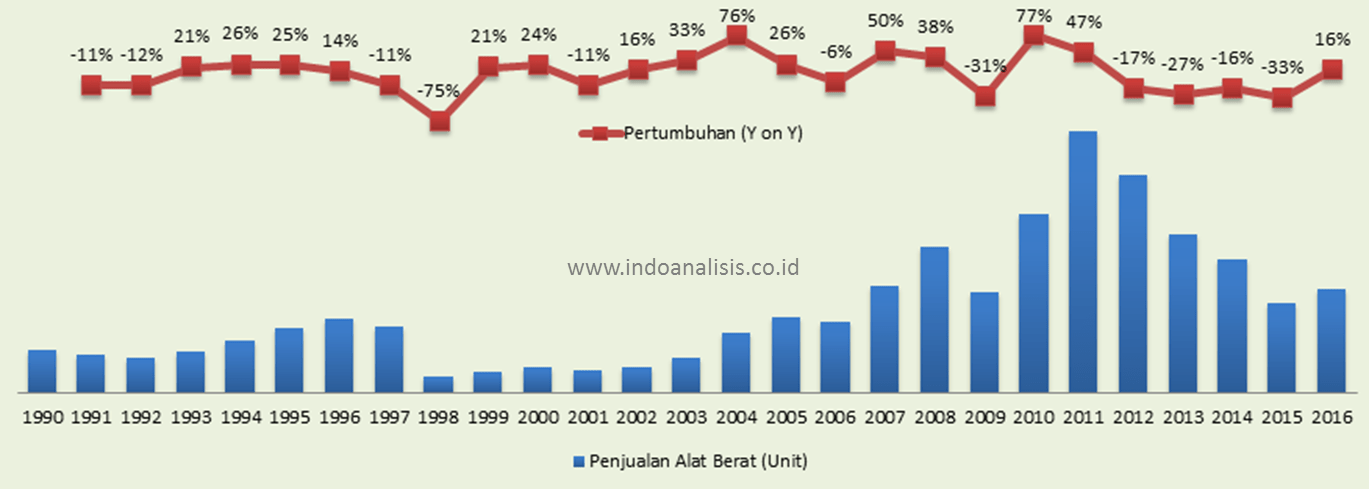 -11% -12% 21% 26% 25% 14% -11% -75% 21% 24% -11% 16% 33% 76% 26% -6% 50% 38% -31% 77% 47% -17% -27% -16% -33% 16%
Pertumbuhan (Y on Y)
www.indoanalisis.co.id
1990 1991 1992 1993 1994 1995 1996 1997 1998 1999 2000 2001 2002 2003 2004 2005 2006 2007 2008 2009 2010 2011 2012 2013 2014 2015 2016
Penjualan Alat Berat (Unit)